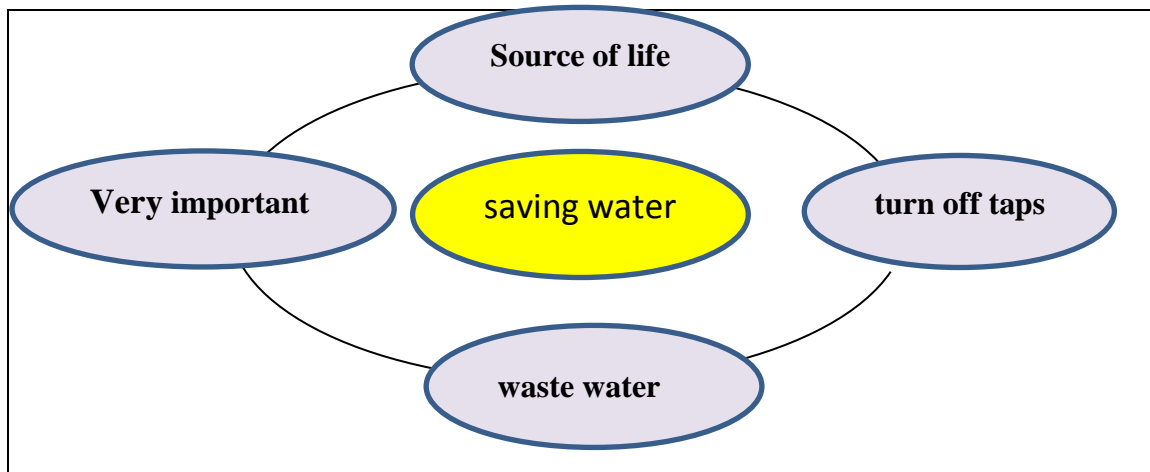 Source of life
Very important
saving water
turn off taps
waste water